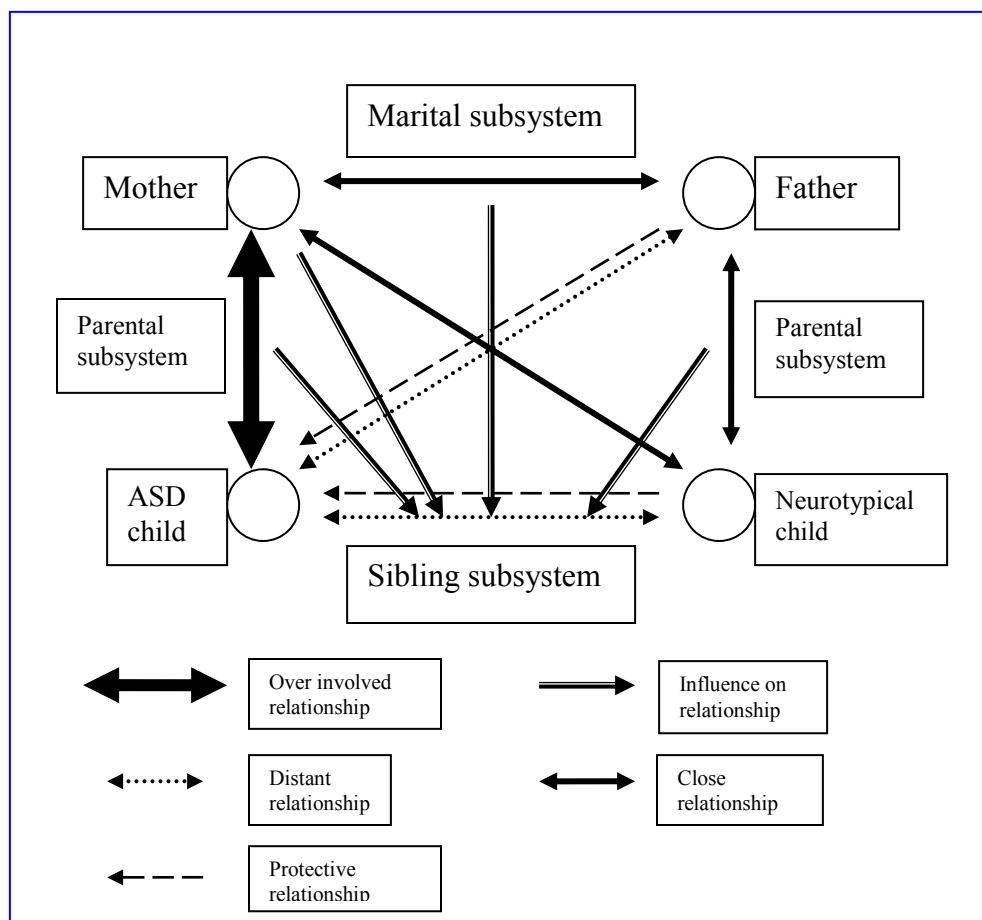 Marital subsystem
Mother
Father
Parental
subsystem
Parental
subsystem
ASD
child
Neurotypical
child
Sibling subsystem
Over involved
relationship
Influence on
relationship
Distant
relationship
Close
relationship
Protective
relationship